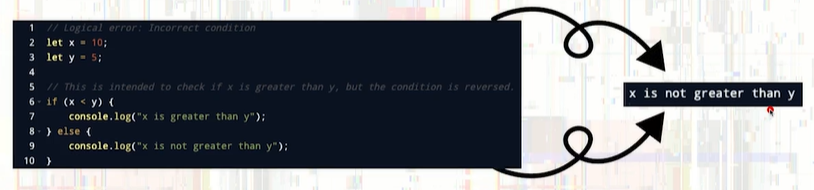 1 // Logical error: Incorrect condition
2 let x = 10;
3 let y = 5;
4
5 // This is intended to check if x is greater than y, but the condition is reversed.
6 if (x < y) {
7     console.log("x is greater than y");
8 } else {
9     console.log("x is not greater than y");
10 }
x is not greater than y